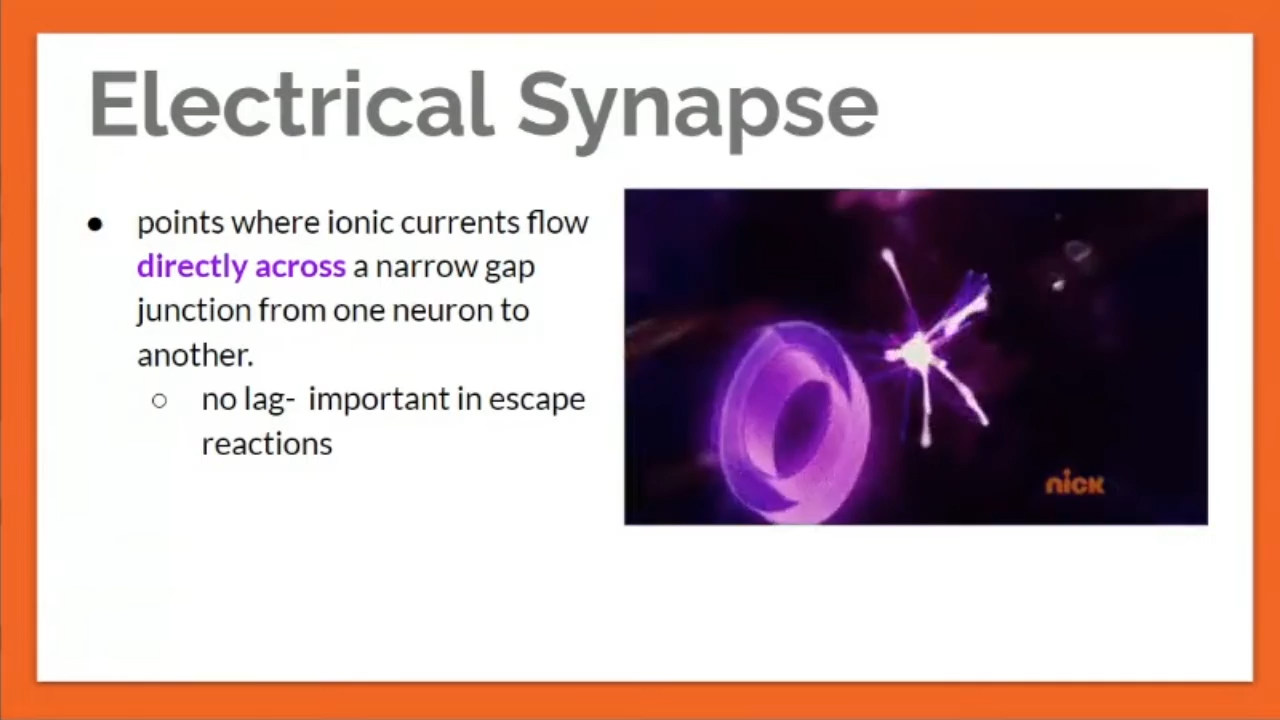 Electrical Synapse
● points where ionic currents flow
directly across a narrow gap
junction from one neuron to
another.
○ no lag- important in escape
reactions
nick